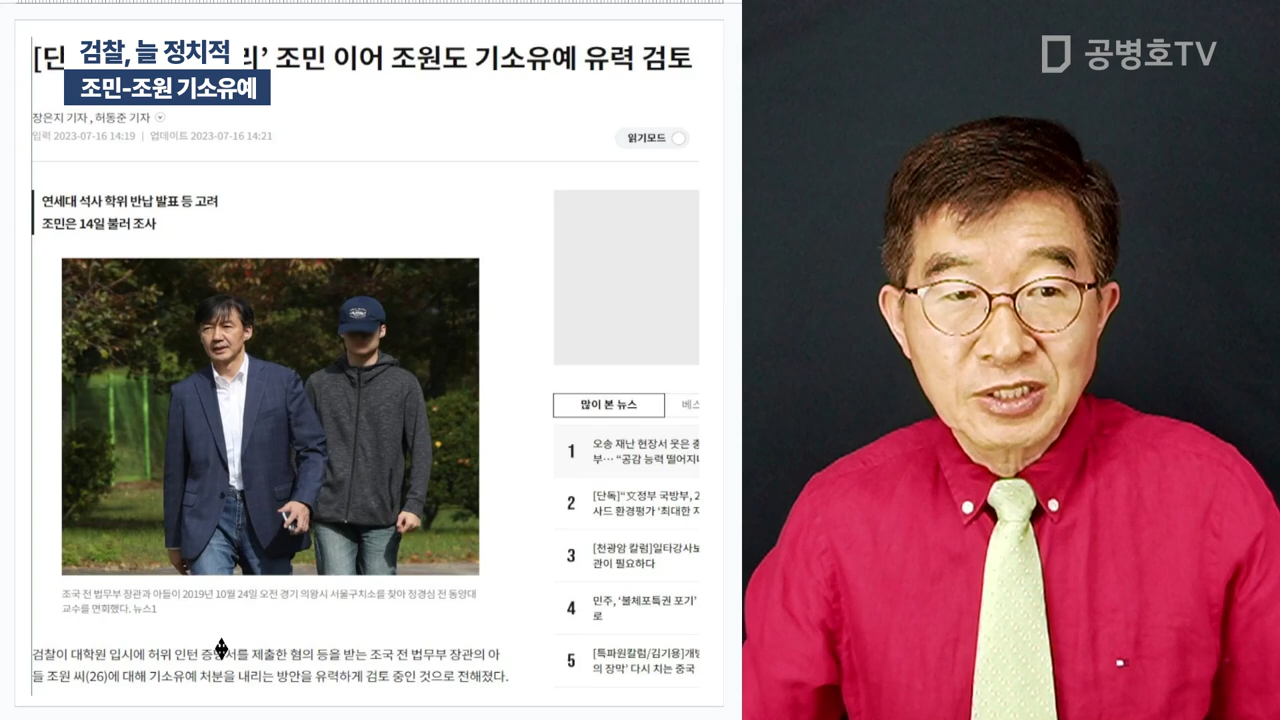 검찰, 늘 정치적
조민-조원 기소유예
조민 이어 조원도 기소유예 유력 검토
장은지 기자 , 허동준 기자
입력 2023-07-16 14:19 | 업데이트 2023-07-16 14:21
읽기모드
연세대 석사 학위 반납 발표 등 고려
조민은 14일 불러 조사
조국 전 법무부 장관과 아들이 2019년 10월 24일 오전 경기 의왕시 서울구치소를 찾아 정경심 전 동양대
교수를 면회했다. 뉴스1
검찰이 대학원 입시에 허위 인턴 증명서를 제출한 혐의 등을 받는 조국 전 법무부 장관의 아
들 조원 씨(26)에 대해 기소유예 처분을 내리는 방안을 유력하게 검토 중인 것으로 전해졌다.
많이 본 뉴스
1
오송 재난 현장서 웃은
부… “공감 능력
2
[단독]“文정부 국방부,
사드 환경평가 ‘최대한
3
[천광암 칼럼]일타강사
관이 필요하다
4
민주, ‘불체포특권 포기’
로
5
[특파원칼럼/김기용]
의 장막’ 다시 치는 중국
공병호TV